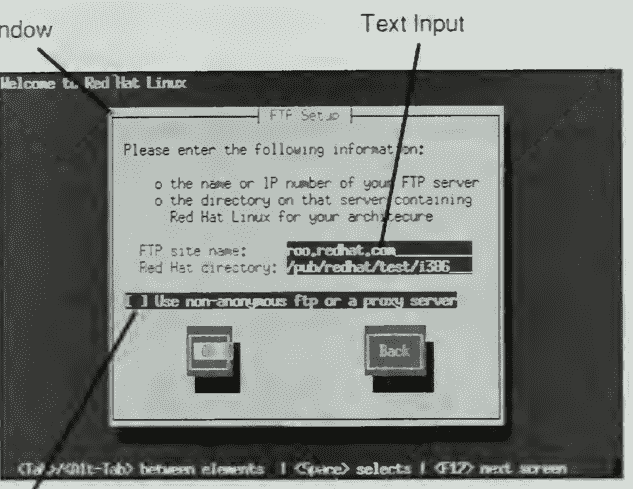 ndow
Text Input
Welcome to Red Hat Linux
FTP Setup
Please enter the following information:
o the name or IP number of your FTP server
o the directory on that server containing
Red Hat Linux for your architecure
FTP site name: roo.redhat.com
Red Hat directory: /pub/redhat/test/i386
[ ] Use non-anonymous ftp or a proxy server
Back
<Tab>/<Alt-Tab> between elements | <Space> selects | <F12> next screen